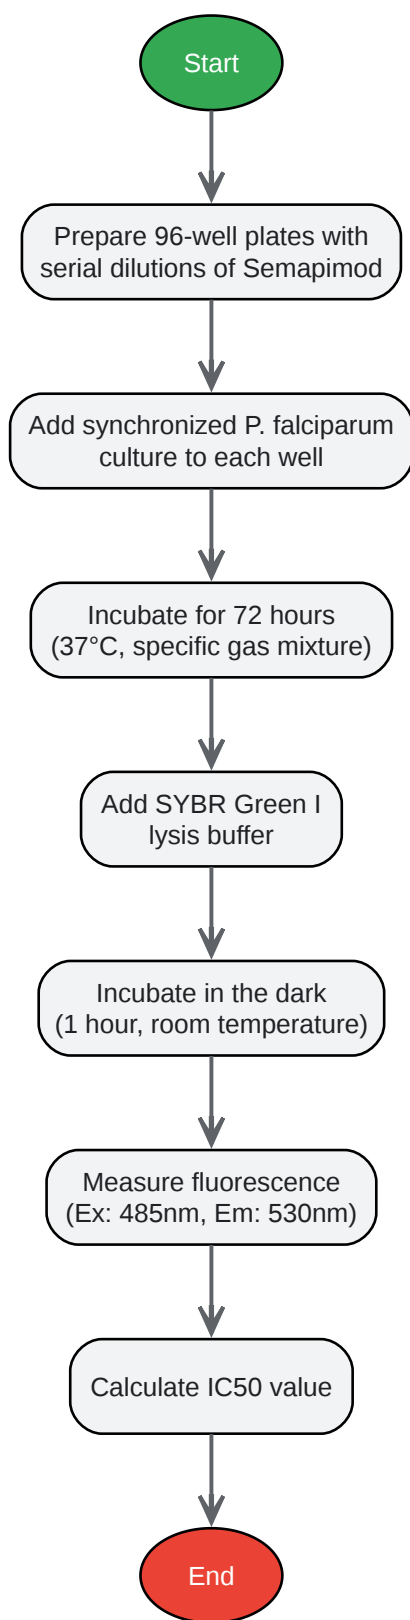 Start
Prepare 96-well plates with
serial dilutions of Semapimod
Add synchronized P. falciparum
culture to each well
Incubate for 72 hours
(37°C, specific gas mixture)
Add SYBR Green I
lysis buffer
Incubate in the dark
(1 hour, room temperature)
Measure fluorescence
(Ex: 485nm, Em: 530nm)
Calculate IC50 value
End